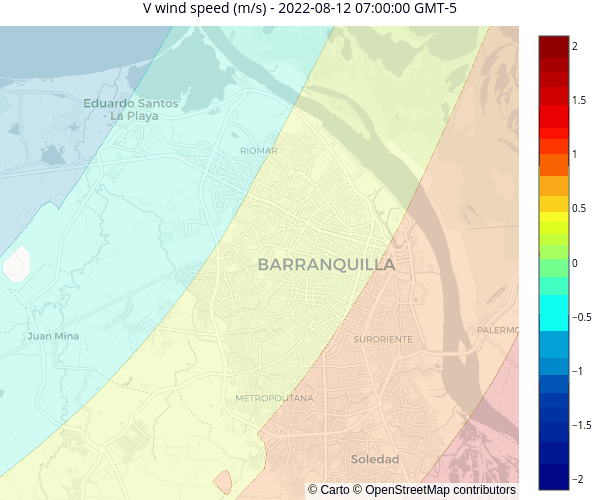 V wind speed (m/s) - 2022-08-12 07:00:00 GMT-5
Eduardo Santos
- La Playa
RIOMAR
BARRANQUILLA
Juan Mina
SURORIENTE
PALERMO
METROPOLITANA
Soledad
© Carto © OpenStreetMap contributors
2
1.5
1
0.5
0
−0.5
−1
−1.5
−2